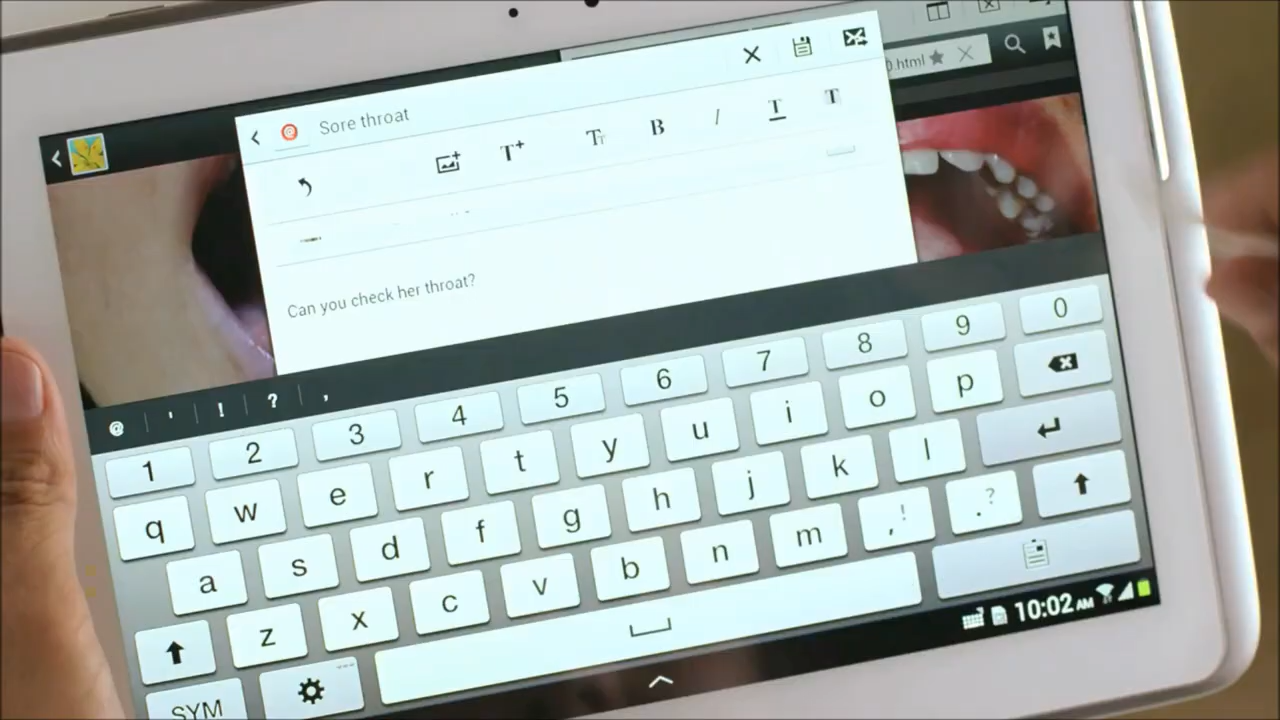 0.html
Sore throat
T+ Tт B I T T
Can you check her throat?
@ ' ! ? ,
1 2 3 4 5 6 7 8 9 0
q w e r t y u i o p
a s d f g h j k l
z x c v b n m , ! . ?
SYM
10:02 AM